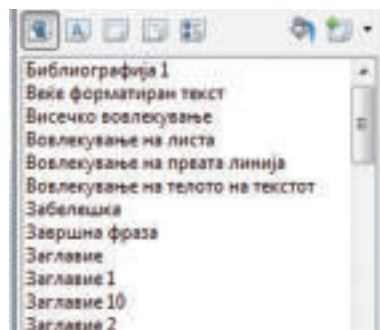 Библиографија 1
Веќе форматиран текст
Висечко вовлекување
Вовлекување на листа
Вовлекување на првата линија
Вовлекување на телото на текстот
Забелешка
Завршна фраза
Заглавие
Заглавие 1
Заглавие 10
Заглавие 2